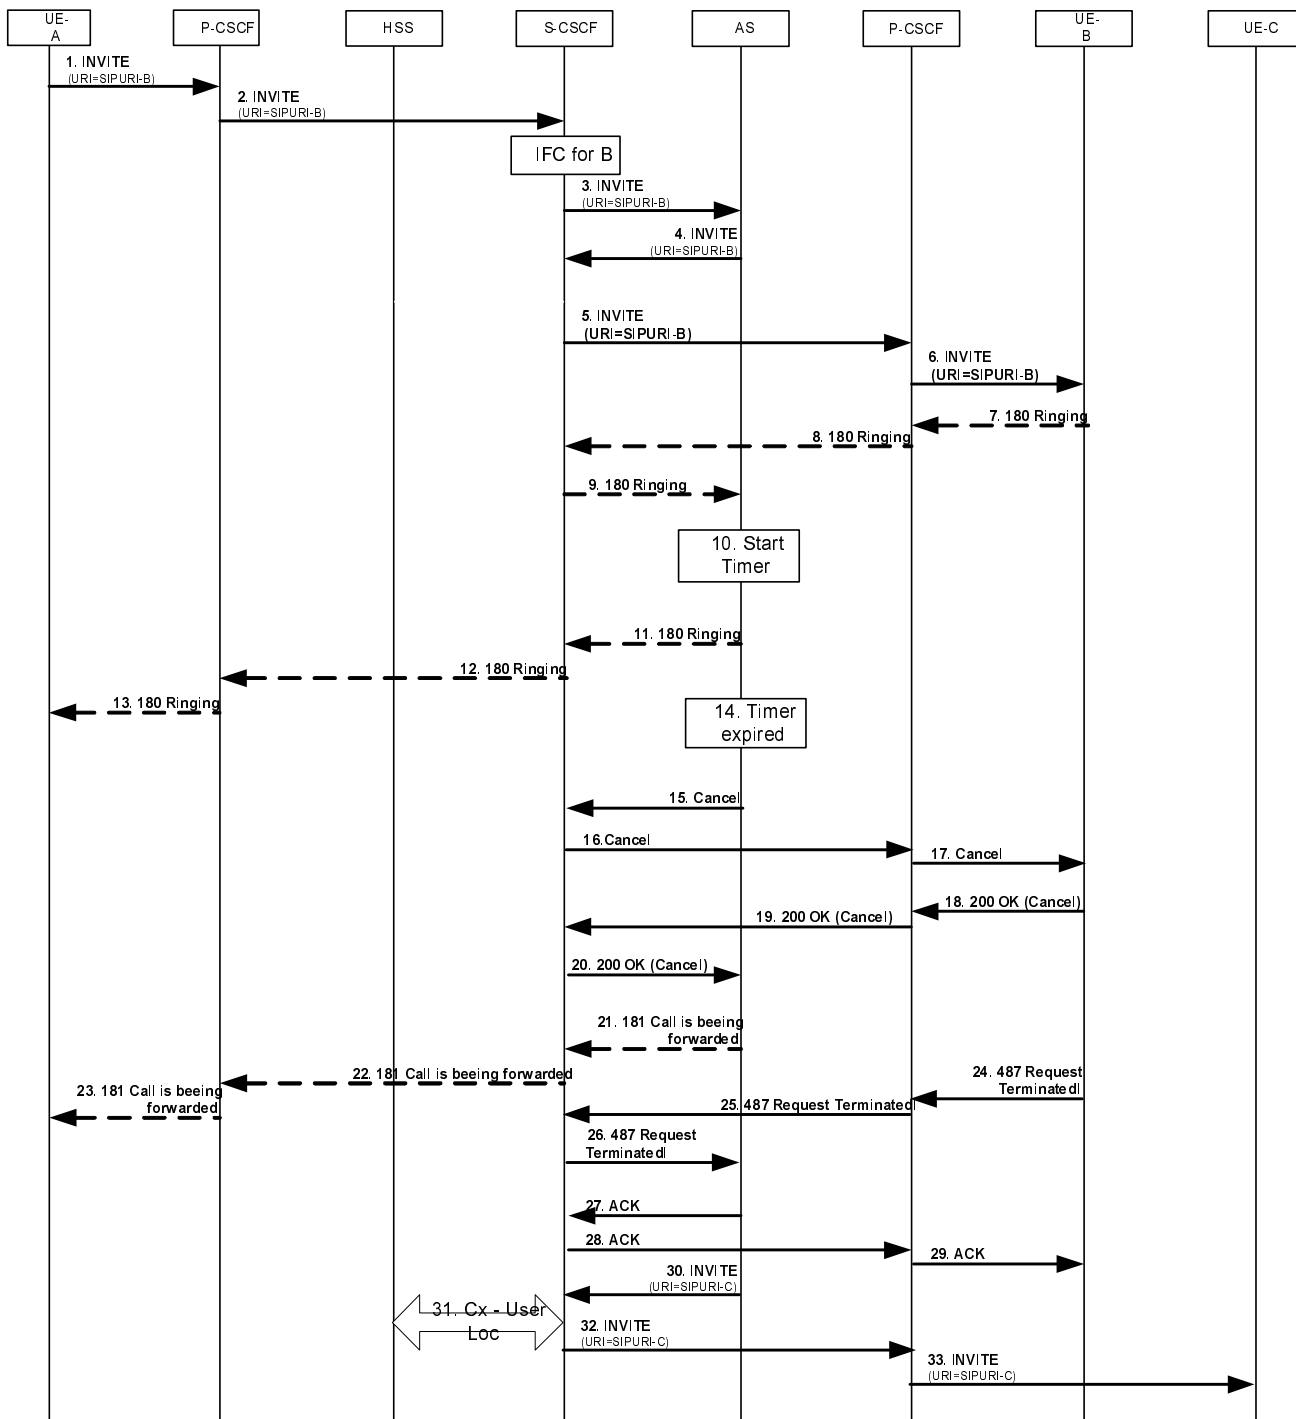 UE-
A
P-CSCF
HSS
S-CSCF
AS
P-CSCF
UE-
B
UE-C
1. INVITE
(URI=SIPURI-B)
2. INVITE
(URI=SIPURI-B)
IFC for B
3. INVITE
(URI=SIPURI-B)
4. INVITE
(URI=SIPURI-B)
5. INVITE
(URI=SIPURI-B)
6. INVITE
(URI=SIPURI-B)
7. 180 Ringing
8. 180 Ringing
9. 180 Ringing
10. Start
Timer
11. 180 Ringing
12. 180 Ringing
13. 180 Ringing
14. Timer
expired
15. Cancel
16.Cancel
17. Cancel
18. 200 OK (Cancel)
19. 200 OK (Cancel)
20. 200 OK (Cancel)
21. 181 Call is beeing
forwarded
22. 181 Call is beeing forwarded
23. 181 Call is beeing
forwarded
24. 487 Request
Terminated
25. 487 Request Terminated
26. 487 Request
Terminated
27. ACK
28. ACK
29. ACK
30. INVITE
(URI=SIPURI-C)
31. Cx - User
Loc
32. INVITE
(URI=SIPURI-C)
33. INVITE
(URI=SIPURI-C)